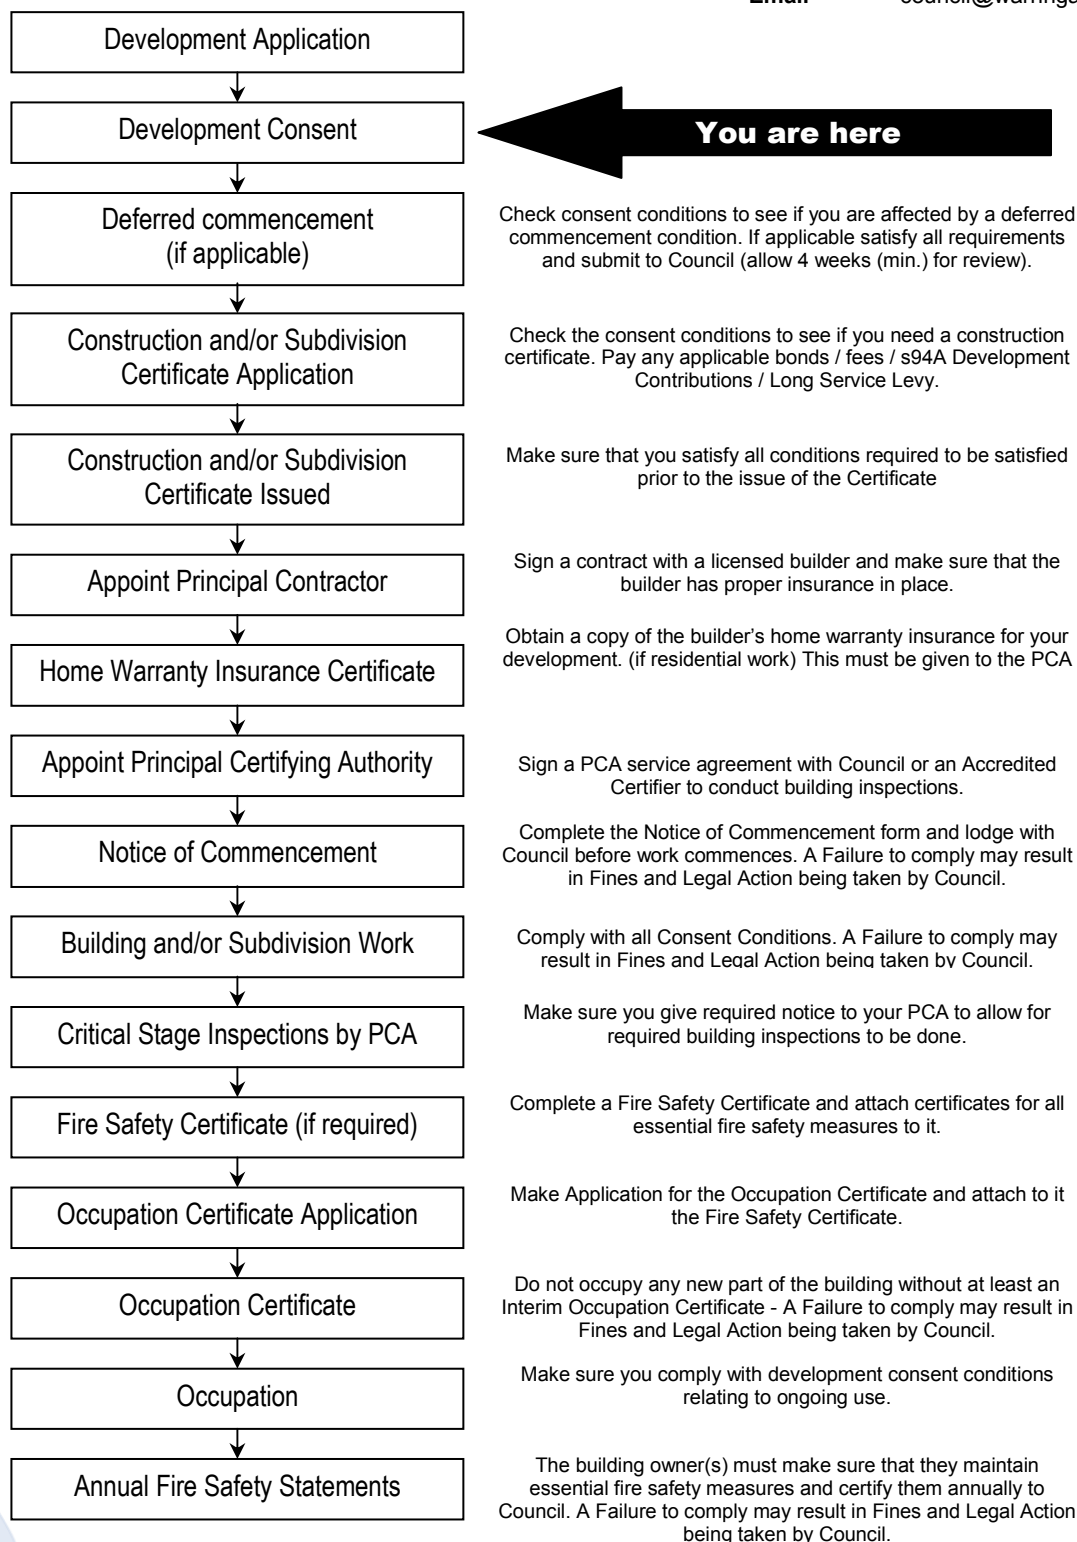 Email council@warringa
Development Application
Development Consent
You are here
Deferred commencement
(if applicable)
Check consent conditions to see if you are affected by a deferred
commencement condition. If applicable satisfy all requirements
and submit to Council (allow 4 weeks (min.) for review).
Construction and/or Subdivision
Certificate Application
Check the consent conditions to see if you need a construction
certificate. Pay any applicable bonds / fees / s94A Development
Contributions / Long Service Levy.
Construction and/or Subdivision
Certificate Issued
Make sure that you satisfy all conditions required to be satisfied
prior to the issue of the Certificate
Appoint Principal Contractor
Sign a contract with a licensed builder and make sure that the
builder has proper insurance in place.
Home Warranty Insurance Certificate
Obtain a copy of the builder's home warranty insurance for your
development. (if residential work) This must be given to the PCA
Appoint Principal Certifying Authority
Sign a PCA service agreement with Council or an Accredited
Certifier to conduct building inspections.
Notice of Commencement
Complete the Notice of Commencement form and lodge with
Council before work commences. A Failure to comply may result
in Fines and Legal Action being taken by Council.
Building and/or Subdivision Work
Comply with all Consent Conditions. A Failure to comply may
result in Fines and Legal Action being taken by Council.
Critical Stage Inspections by PCA
Make sure you give required notice to your PCA to allow for
required building inspections to be done.
Fire Safety Certificate (if required)
Complete a Fire Safety Certificate and attach certificates for all
essential fire safety measures to it.
Occupation Certificate Application
Make Application for the Occupation Certificate and attach to it
the Fire Safety Certificate.
Occupation Certificate
Do not occupy any new part of the building without at least an
Interim Occupation Certificate - A Failure to comply may result in
Fines and Legal Action being taken by Council.
Occupation
Make sure you comply with development consent conditions
relating to ongoing use.
Annual Fire Safety Statements
The building owner(s) must make sure that they maintain
essential fire safety measures and certify them annually to
Council. A Failure to comply may result in Fines and Legal Action
being taken by Council.